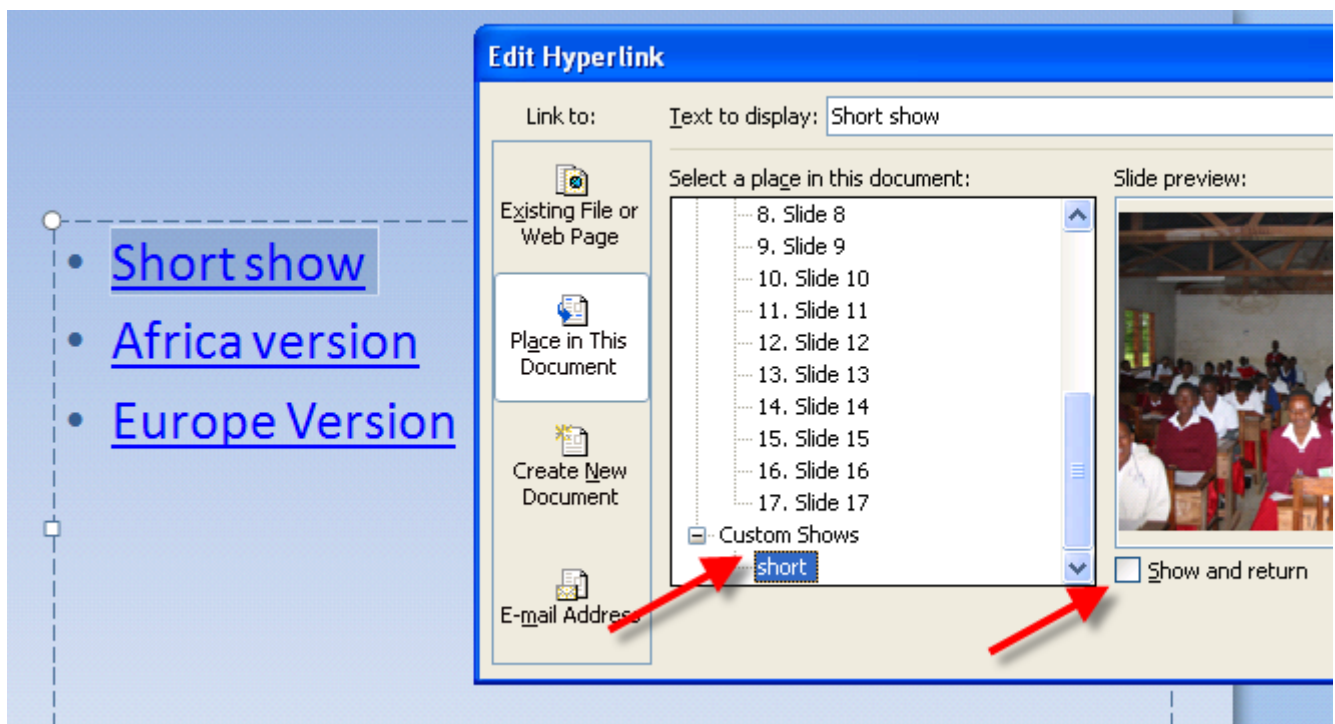 Edit Hyperlink
Link to:
Text to display: Short show
Existing File or
Web Page
Place in This
Document
Create New
Document
E-mail Address
Select a place in this document:
8. Slide 8
9. Slide 9
10. Slide 10
11. Slide 11
12. Slide 12
13. Slide 13
14. Slide 14
15. Slide 15
16. Slide 16
17. Slide 17
Custom Shows
short
Slide preview:
Show and return
• Short show
• Africa version
• Europe Version